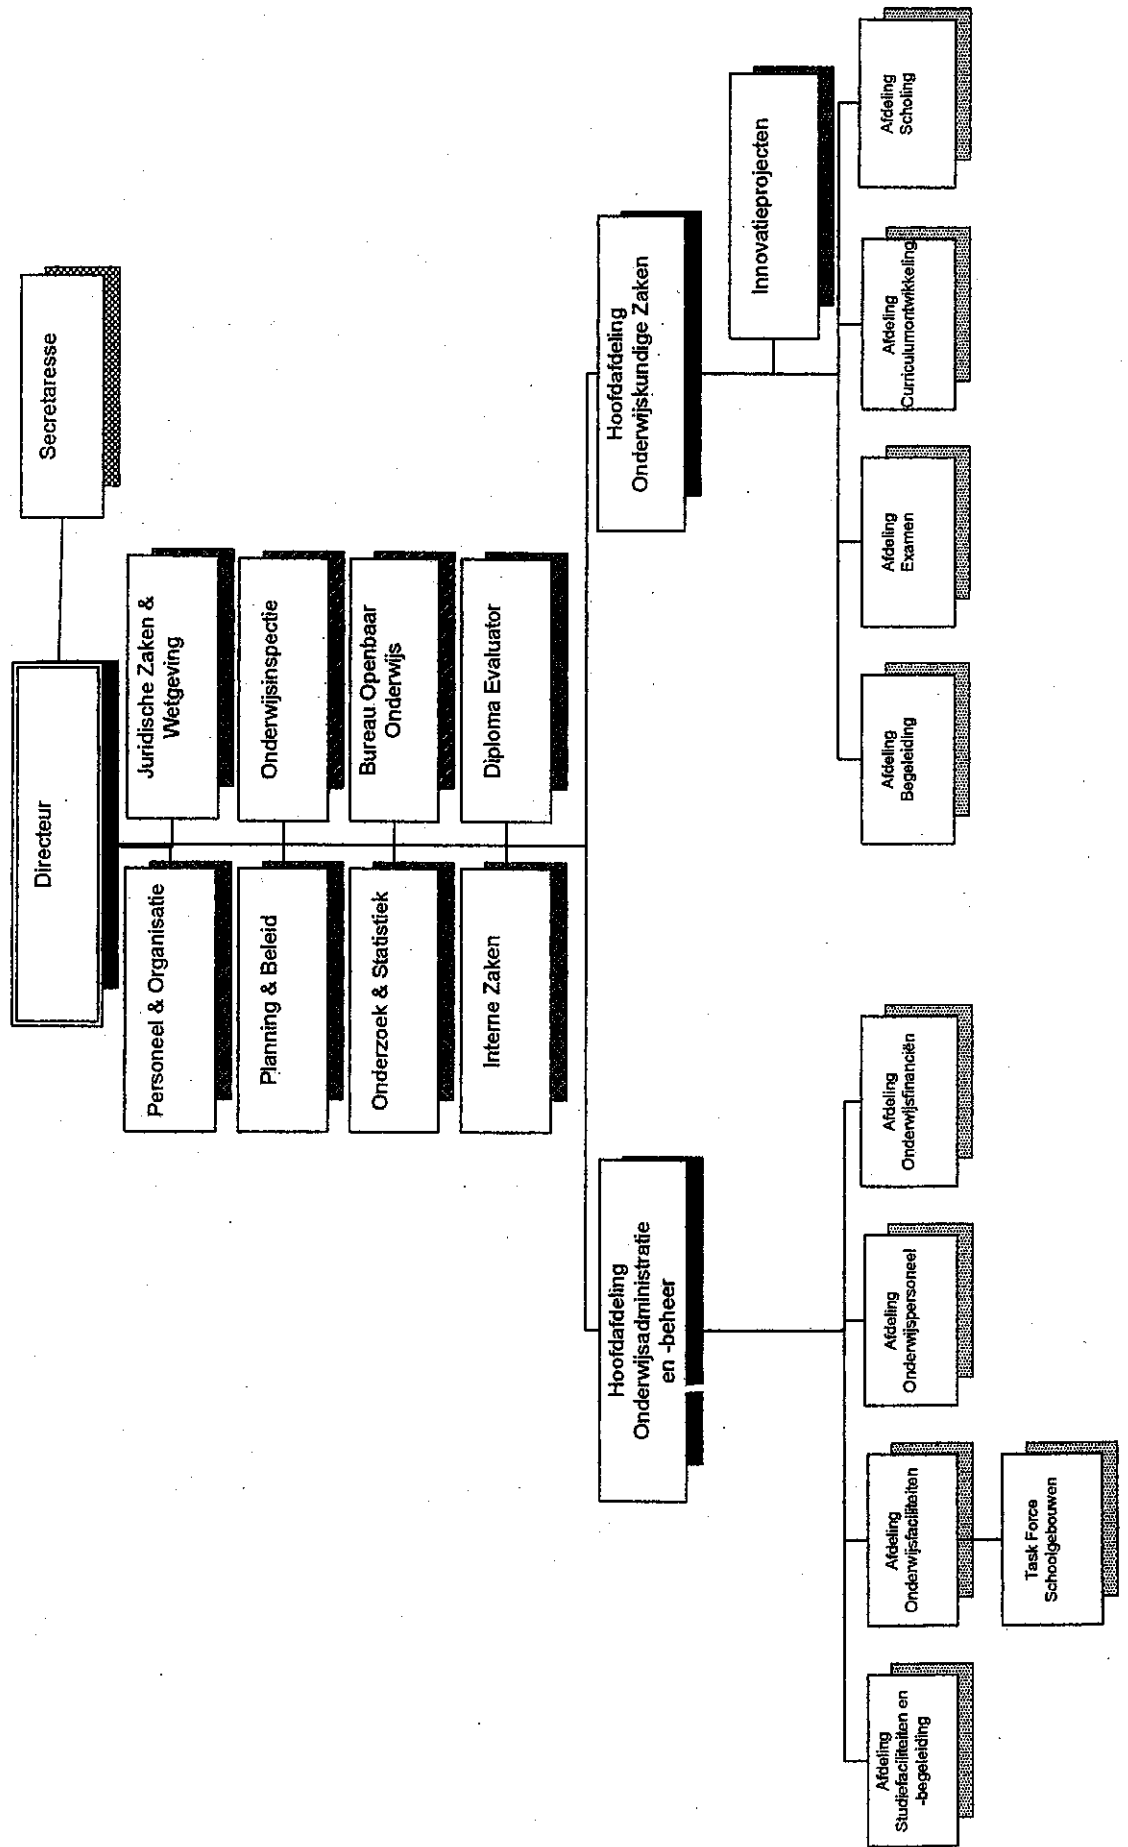 Directeur
Secretaresse
Personeel & Organisatie
Juridische Zaken &
Wetgeving
Planning & Beleid
Onderwijsinspectie
Onderzoek & Statistiek
Bureau Openbaar
Onderwijs
Interne Zaken
Diploma Evaluator
Hoofdafdeling
Onderwijsadministratie
en -beheer
Hoofdafdeling
Onderwijskundige Zaken
Innovatieprojecten
Afdeling
Studiefaciliteiten en
-begeleiding
Afdeling
Onderwijsfaciliteiten
Afdeling
Onderwijspersoneel
Afdeling
Onderwijsfinanciën
Afdeling
Begeleiding
Afdeling
Examen
Afdeling
Curriculumontwikkeling
Afdeling
Scholing
Task Force
Schoolgebouwen